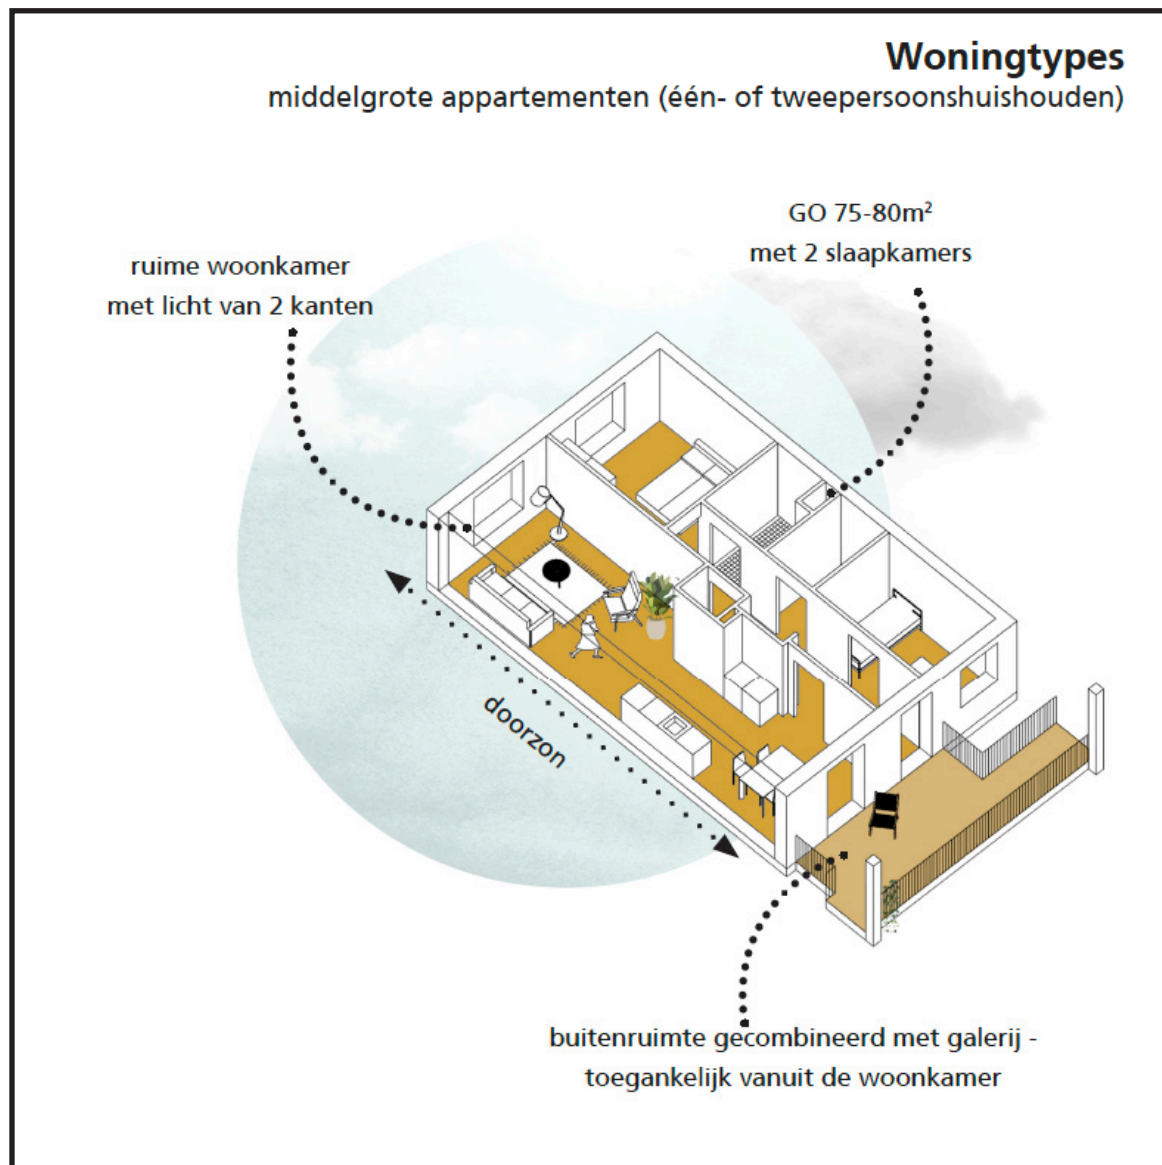 Woningtypes
middelgrote appartementen (één- of tweepersoonshuishouden)
GO 75-80m²
met 2 slaapkamers
ruime woonkamer
met licht van 2 kanten
doorzon
buitenruimte gecombineerd met galerij -
toegankelijk vanuit de woonkamer